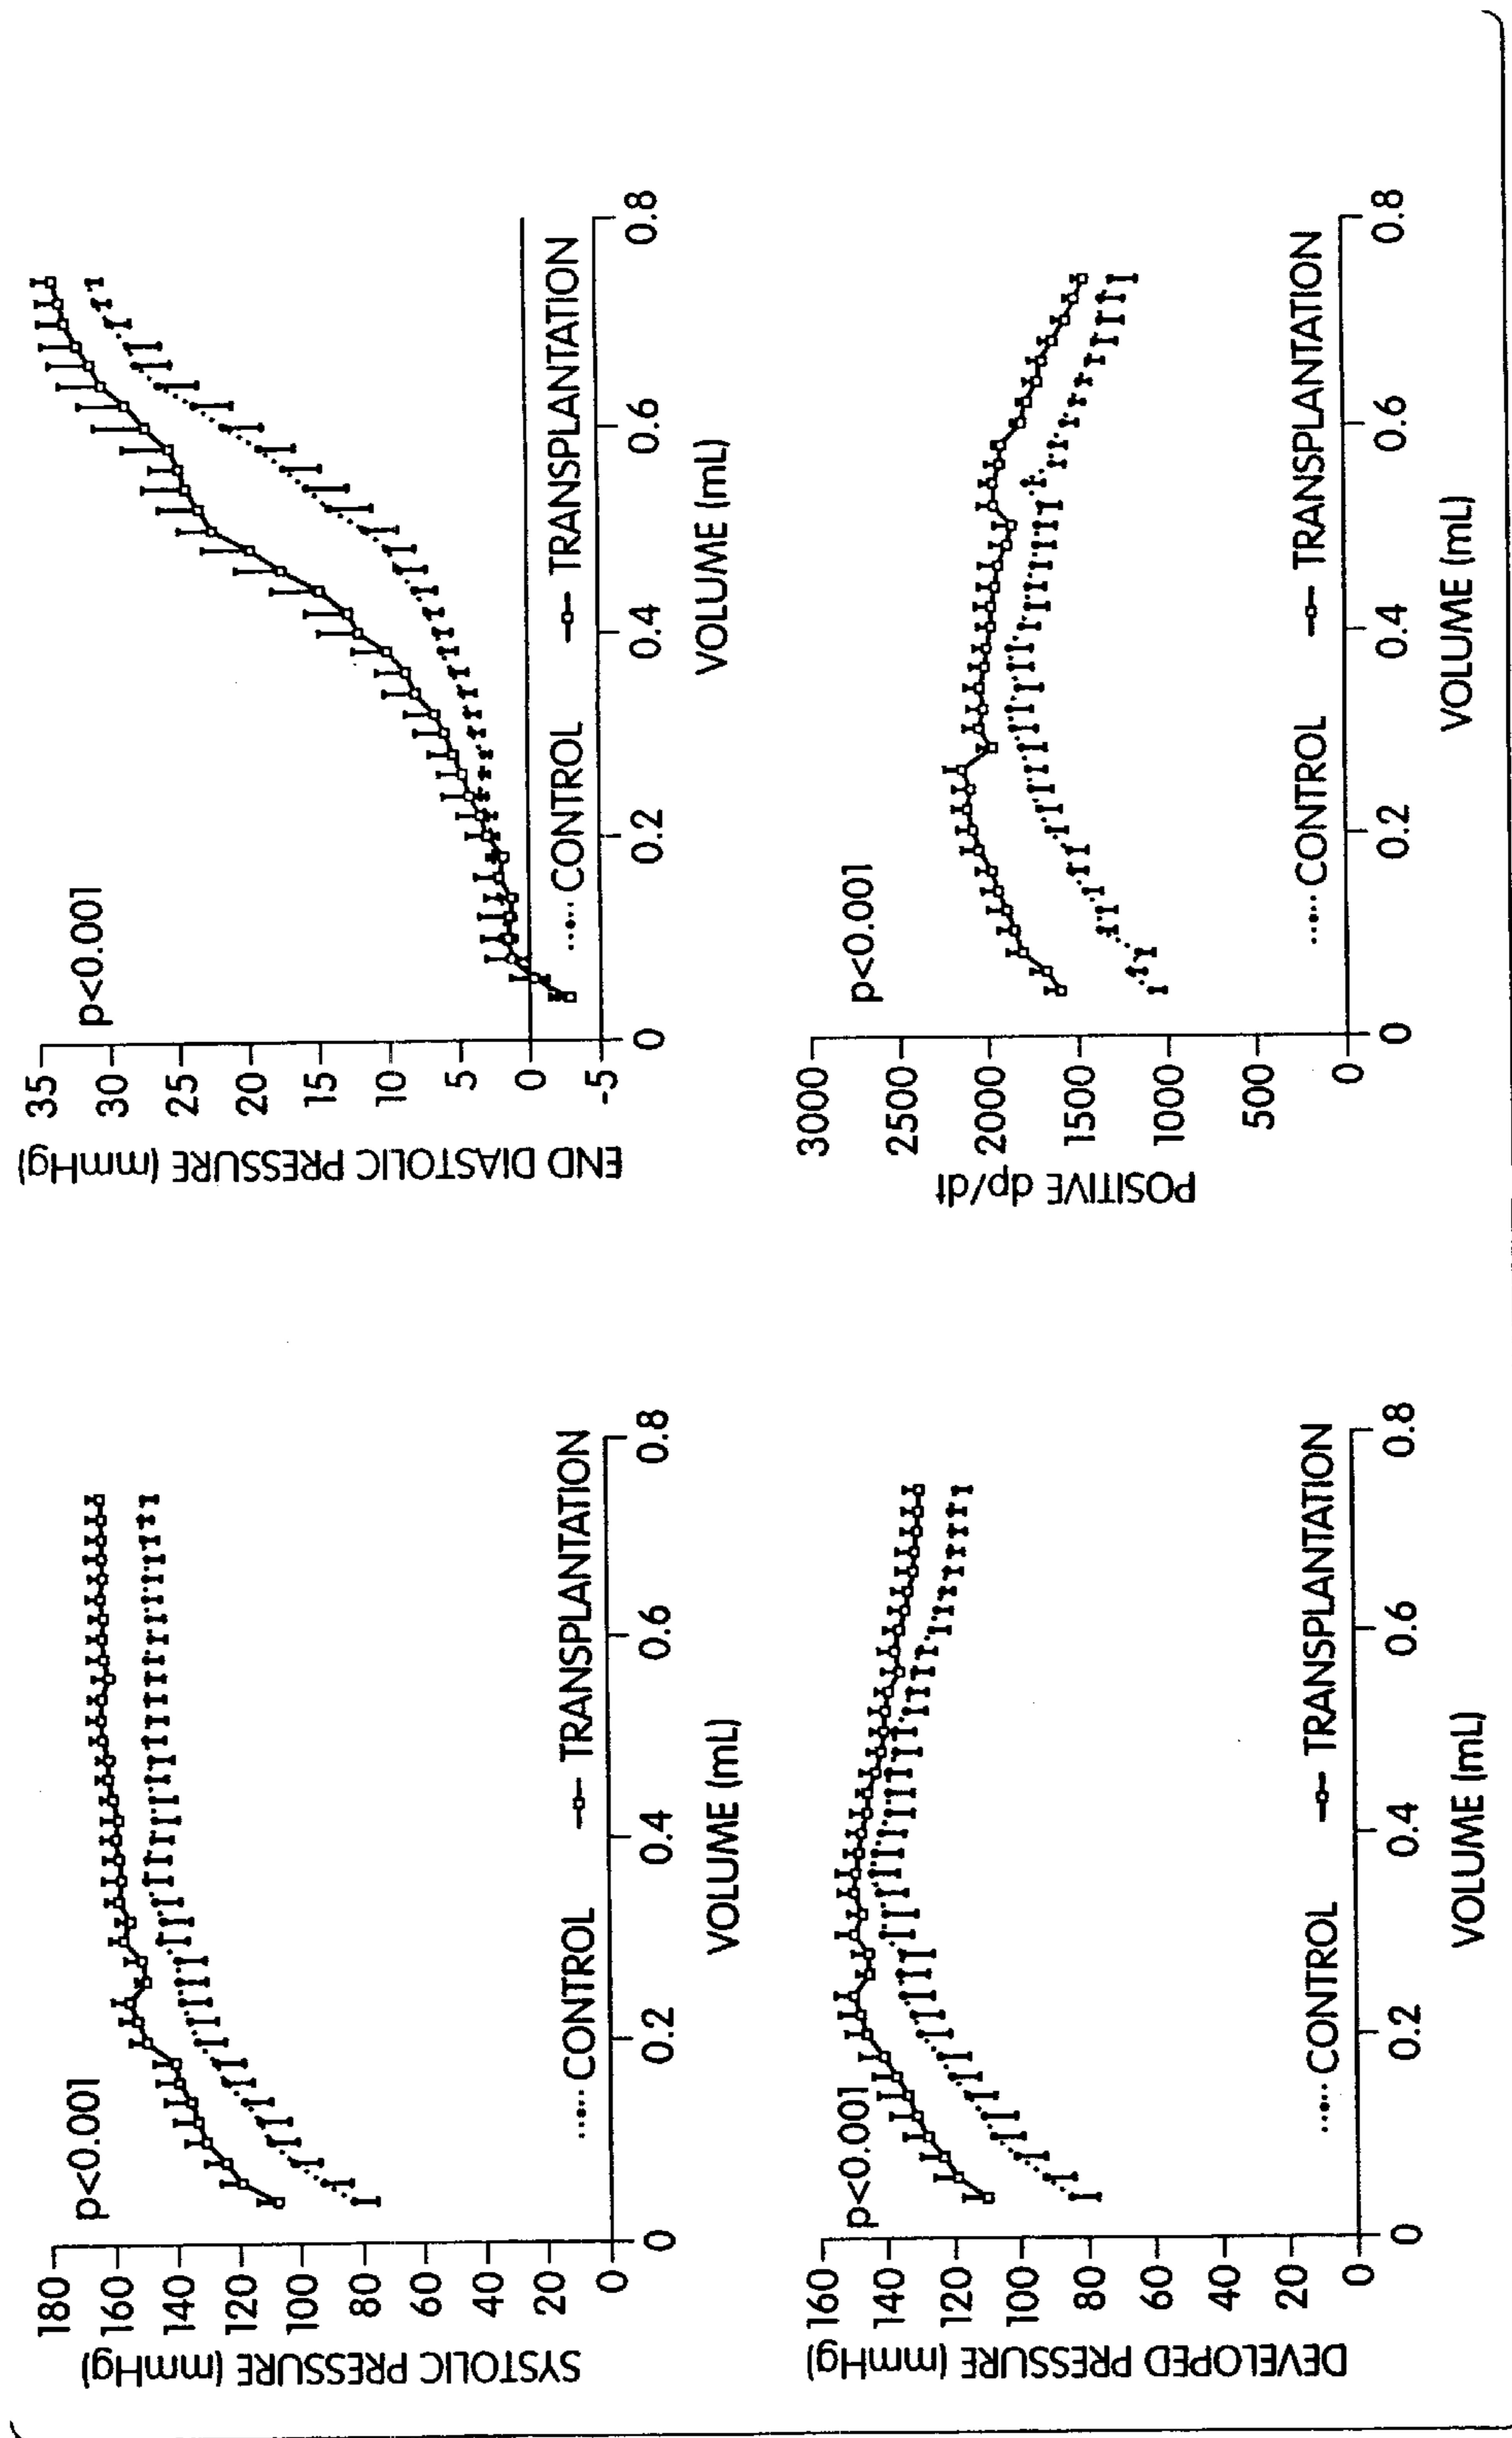 p<0.001
SYSTOLIC PRESSURE (mmHg)
180
160
140
120
100
80
60
40
20
0
0
0.2
0.4
0.6
0.8
CONTROL
TRANSPLANTATION
VOLUME (mL)
p<0.001
END DIASTOLIC PRESSURE (mmHg)
35
30
25
20
15
10
5
0
-5
0
0.2
0.4
0.6
0.8
CONTROL
TRANSPLANTATION
VOLUME (mL)
p<0.001
DEVELOPED PRESSURE (mmHg)
160
140
120
100
80
60
40
20
0
0
0.2
0.4
0.6
0.8
CONTROL
TRANSPLANTATION
VOLUME (mL)
p<0.001
POSITIVE dp/dt
3000
2500
2000
1500
1000
500
0
0
0.2
0.4
0.6
0.8
CONTROL
TRANSPLANTATION
VOLUME (mL)